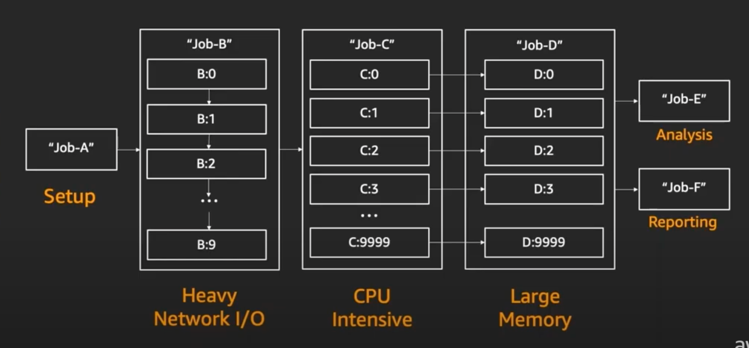 "Job-A"
Setup
"Job-B"
B:0
B:1
B:2
...
B:9
Heavy
Network I/O
"Job-C"
C:0
C:1
C:2
C:3
...
C:9999
CPU
Intensive
"Job-D"
D:0
D:1
D:2
D:3
D:9999
Large
Memory
"Job-E"
Analysis
"Job-F"
Reporting